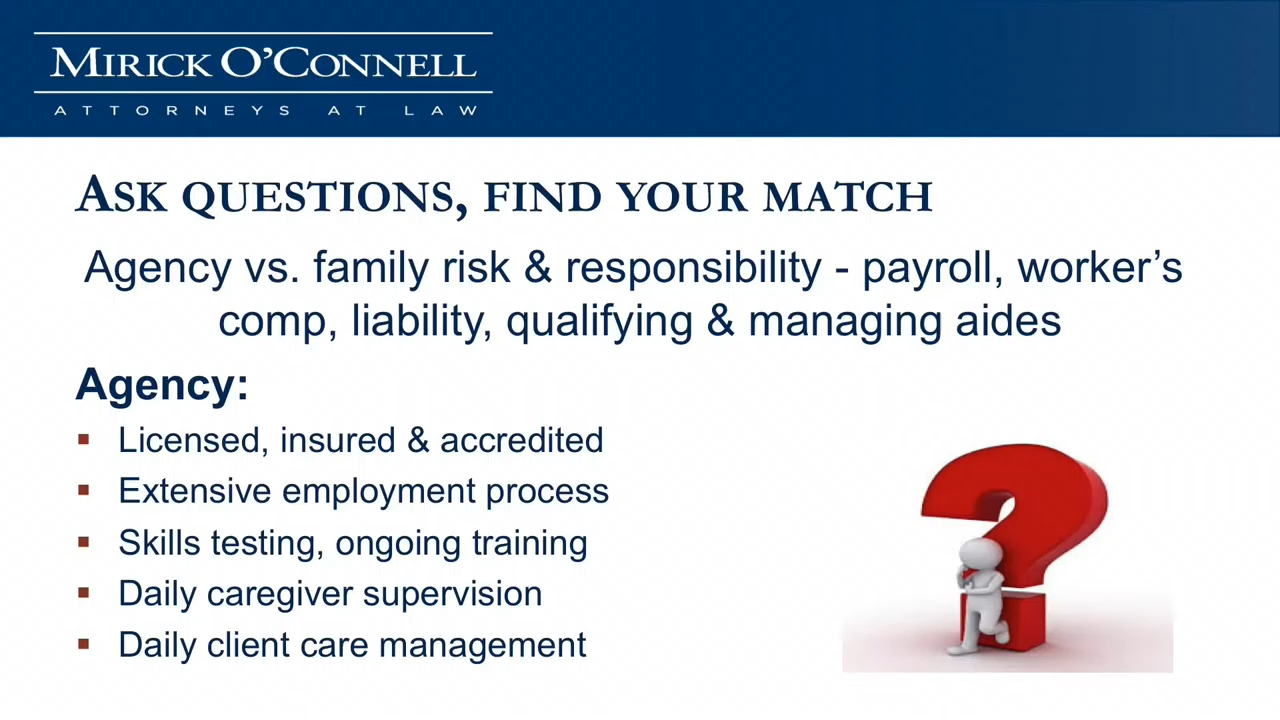 MIRICK O'CONNELL
ATTORNEYS AT LAW
ASK QUESTIONS, FIND YOUR MATCH
Agency vs. family risk & responsibility - payroll, worker's
comp, liability, qualifying & managing aides
Agency:
▪ Licensed, insured & accredited
▪ Extensive employment process
▪ Skills testing, ongoing training
▪ Daily caregiver supervision
▪ Daily client care management